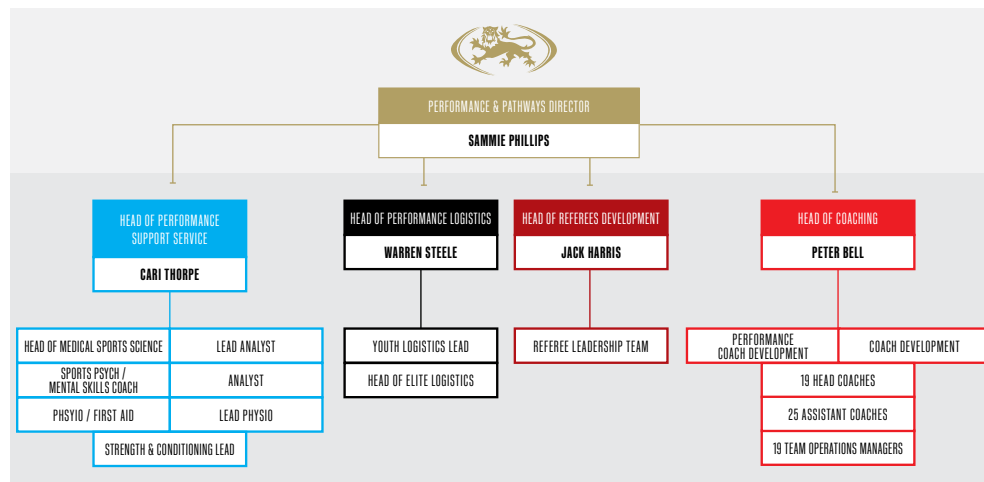 PERFORMANCE & PATHWAYS DIRECTOR
SAMMIE PHILLIPS
HEAD OF PERFORMANCE
SUPPORT SERVICE
CARI THORPE
HEAD OF MEDICAL SPORTS SCIENCE
LEAD ANALYST
SPORTS PSYCH /
MENTAL SKILLS COACH
ANALYST
PHSYIO / FIRST AID
LEAD PHYSIO
STRENGTH & CONDITIONING LEAD
HEAD OF PERFORMANCE LOGISTICS
WARREN STEELE
YOUTH LOGISTICS LEAD
HEAD OF ELITE LOGISTICS
HEAD OF REFEREES DEVELOPMENT
JACK HARRIS
REFEREE LEADERSHIP TEAM
HEAD OF COACHING
PETER BELL
PERFORMANCE
COACH DEVELOPMENT
COACH DEVELOPMENT
19 HEAD COACHES
25 ASSISTANT COACHES
19 TEAM OPERATIONS MANAGERS